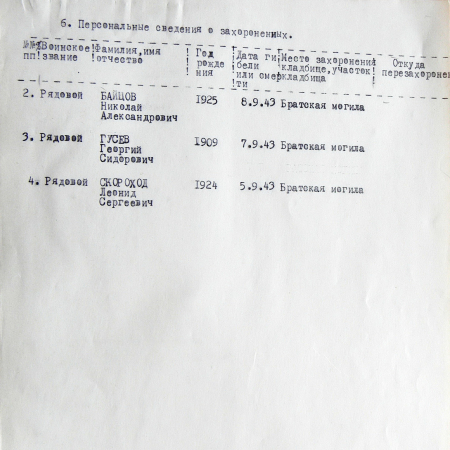 6. Персональные сведения о захороненных.
№№!Воинское!Фамилия,имя ! Год ! Дата ги!Место захоронения! Откуда
пп!звание !отчество ! рожде ! бели !кладбище,участок! перезахоронен
! ния !или смер!кладбища !
!ти
2. Рядовой БАЙЦОВ 1925 8.9.43 Братская могила
Николай
Александрович
3. Рядовой ГУСЕВ 1909 7.9.43 Братская могила
Георгий
Сидорович
4. Рядовой СКОРОХОД 1924 5.9.43 Братская могила
Леонид
Сергеевич